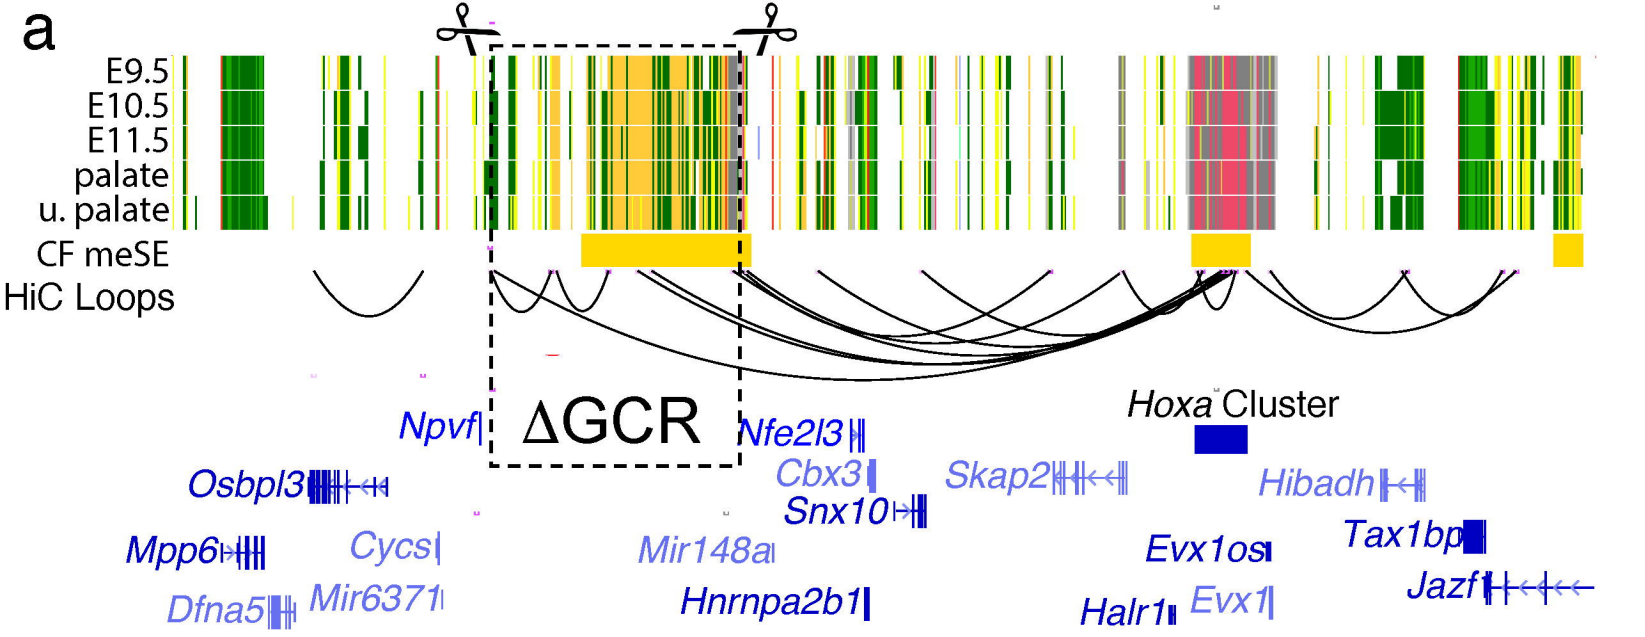 a
E9.5
E10.5
E11.5
palate
u. palate
CF meSE
HiC Loops
ΔGCR
Hoxa Cluster
Npvf
Nfe2l3
Cbx3
Skap2
Hibadh
Osbpl3
Snx10
Tax1bp
Mpp6
Cycs
Mir148a
Evx1os
Dfna5
Mir6371
Hnrnpa2b1
Halr1
Evx1
Jazf1